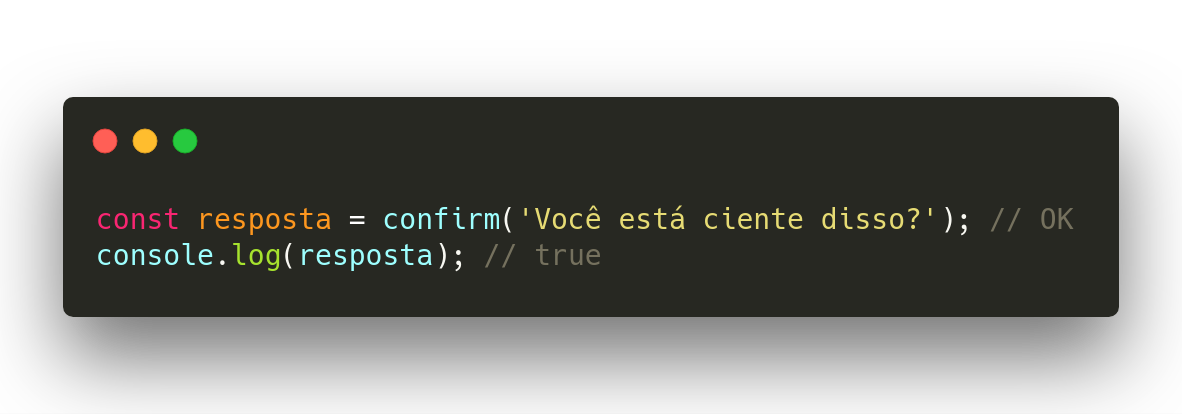 const resposta = confirm('Você está ciente disso?'); // OK
console.log(resposta); // true